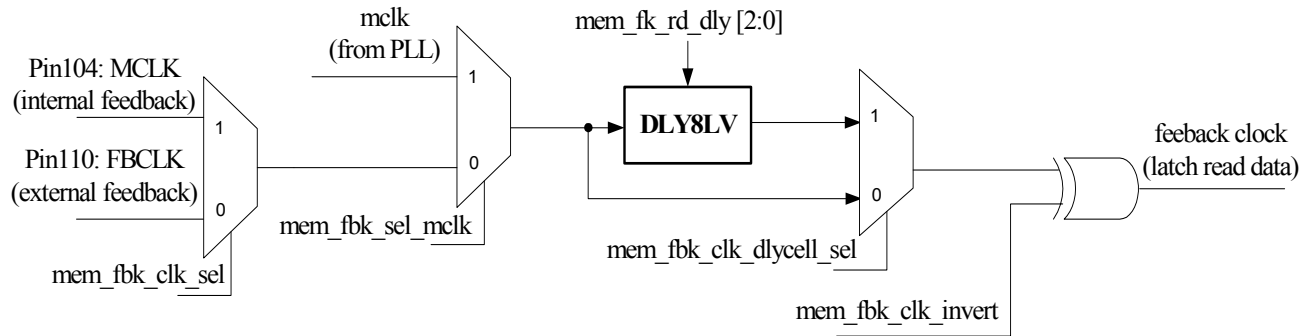 mclk
(from PLL)
mem_fk_rd_dly [2:0]
Pin104: MCLK
(internal feedback)
1
1
DLY8LV
1
feeback clock
(latch read data)
Pin110: FBCLK
(external feedback)
0
0
0
mem_fbk_sel_mclk
mem_fbk_clk_dlycell_sel
mem_fbk_clk_sel
mem_fbk_clk_invert